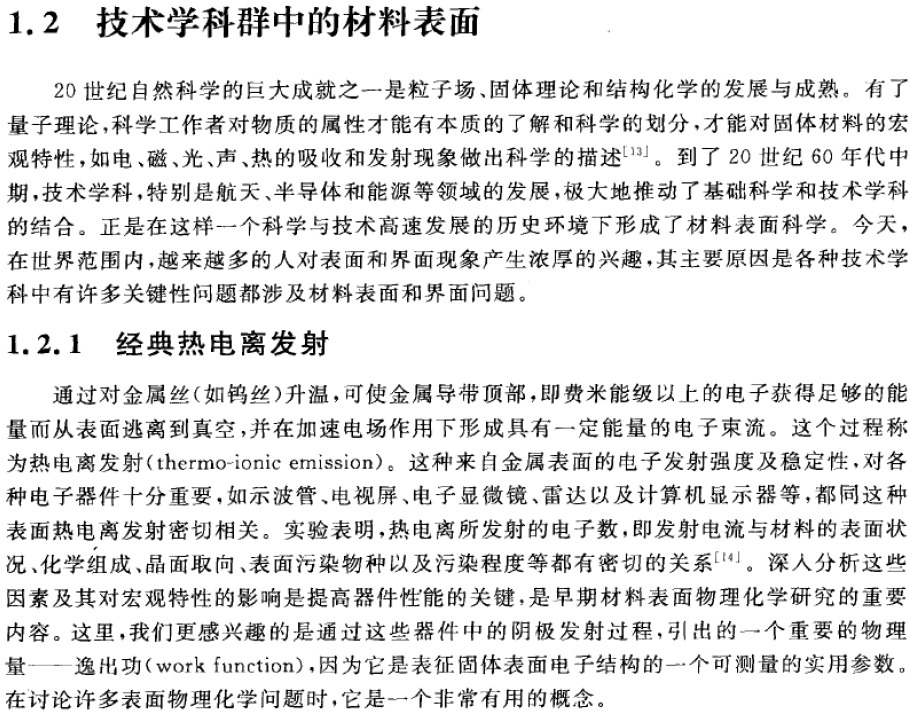 1.2 技术学科群中的材料表面
20 世纪自然科学的巨大成就之一是粒子场、固体理论和结构化学的发展与成熟。有了
量子理论,科学工作者对物质的属性才能有本质的了解和科学的划分,才能对固体材料的宏
观特性,如电、磁、光、声、热的吸收和发射现象做出科学的描述[13]。到了 20 世纪 60 年代中
期,技术学科,特别是航天、半导体和能源等领域的发展,极大地推动了基础科学和技术学科
的结合。正是在这样一个科学与技术高速发展的历史环境下形成了材料表面科学。今天,
在世界范围内,越来越多的人对表面和界面现象产生浓厚的兴趣,其主要原因是各种技术学
科中有许多关键性问题都涉及材料表面和界面问题。
1.2.1 经典热电离发射
通过对金属丝(如钨丝)升温,可使金属导带顶部,即费米能级以上的电子获得足够的能
量而从表面逃离到真空,并在加速电场作用下形成具有一定能量的电子束流。这个过程称
为热电离发射(thermo-ionic emission)。这种来自金属表面的电子发射强度及稳定性,对各
种电子器件十分重要,如示波管、电视屏、电子显微镜、雷达以及计算机显示器等,都同这种
表面热电离发射密切相关。实验表明,热电离所发射的电子数,即发射电流与材料的表面状
况、化学组成、晶面取向、表面污染物种以及污染程度等都有密切的关系[14]。深入分析这些
因素及其对宏观特性的影响是提高器件性能的关键,是早期材料表面物理化学研究的重要
内容。这里,我们更感兴趣的是通过这些器件中的阴极发射过程,引出的一个重要的物理
量——逸出功(work function),因为它是表征固体表面电子结构的一个可测量的实用参数。
在讨论许多表面物理化学问题时,它是一个非常有用的概念。